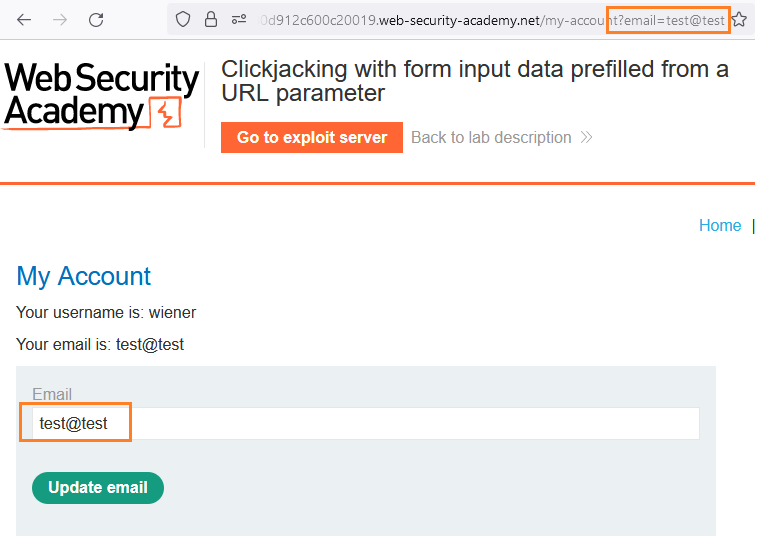 0d912c600c20019.web-security-academy.net/my-account?email=test@test
Web Security
Academy
Clickjacking with form input data prefilled from a
URL parameter
Go to exploit server
Back to lab description
Home |
My Account
Your username is: wiener
Your email is: test@test
Email
test@test
Update email